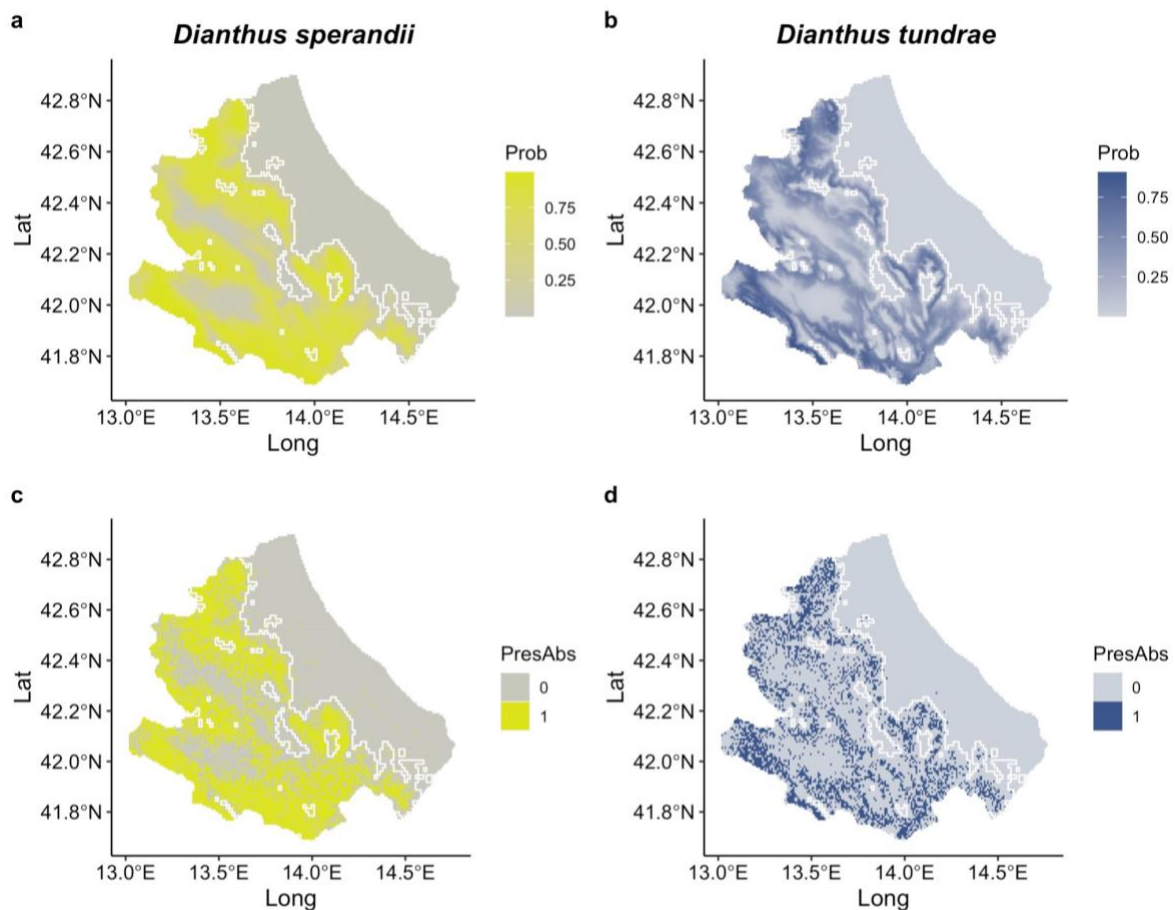 a
Dianthus sperandii
42.8°N
42.6°N
42.4°N
42.2°N
42.0°N
41.8°N
Lat
13.0°E 13.5°E 14.0°E 14.5°E
Long
Prob
0.75
0.50
0.25
b
Dianthus tundrae
42.8°N
42.6°N
42.4°N
42.2°N
42.0°N
41.8°N
Lat
13.0°E 13.5°E 14.0°E 14.5°E
Long
Prob
0.75
0.50
0.25
c
42.8°N
42.6°N
42.4°N
42.2°N
42.0°N
41.8°N
Lat
13.0°E 13.5°E 14.0°E 14.5°E
Long
PresAbs
0
1
d
42.8°N
42.6°N
42.4°N
42.2°N
42.0°N
41.8°N
Lat
13.0°E 13.5°E 14.0°E 14.5°E
Long
PresAbs
0
1